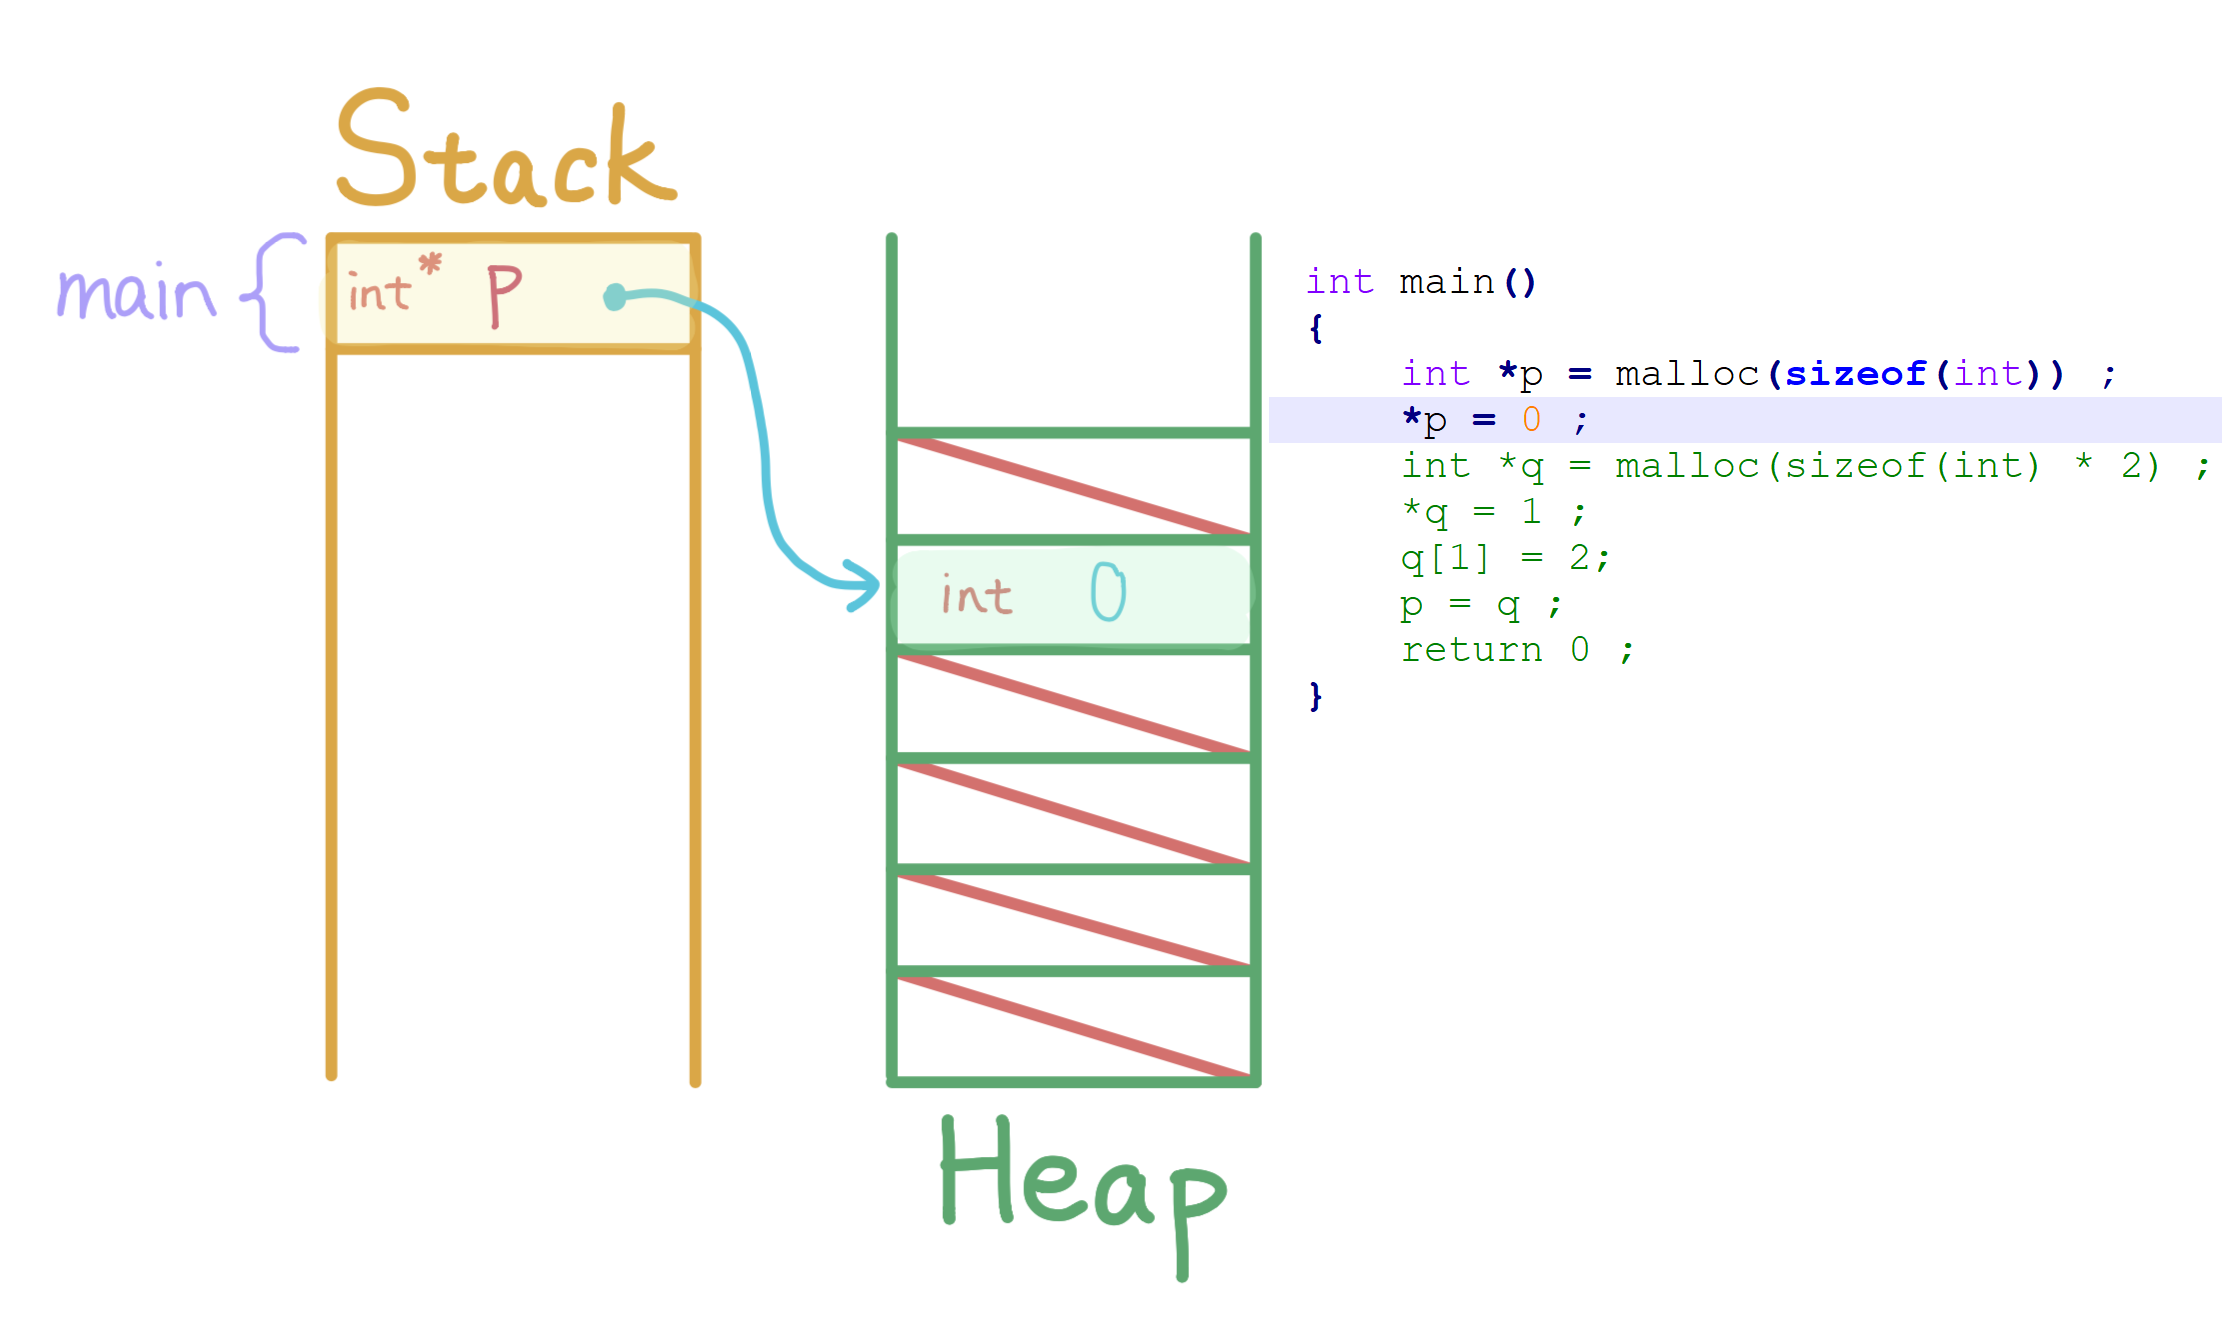 Stack
main
int* P
int 0
Heap
int main()
{
    int *p = malloc(sizeof(int)) ;
    *p = 0 ;
    int *q = malloc(sizeof(int) * 2) ;
    *q = 1 ;
    q[1] = 2;
    p = q ;
    return 0 ;
}